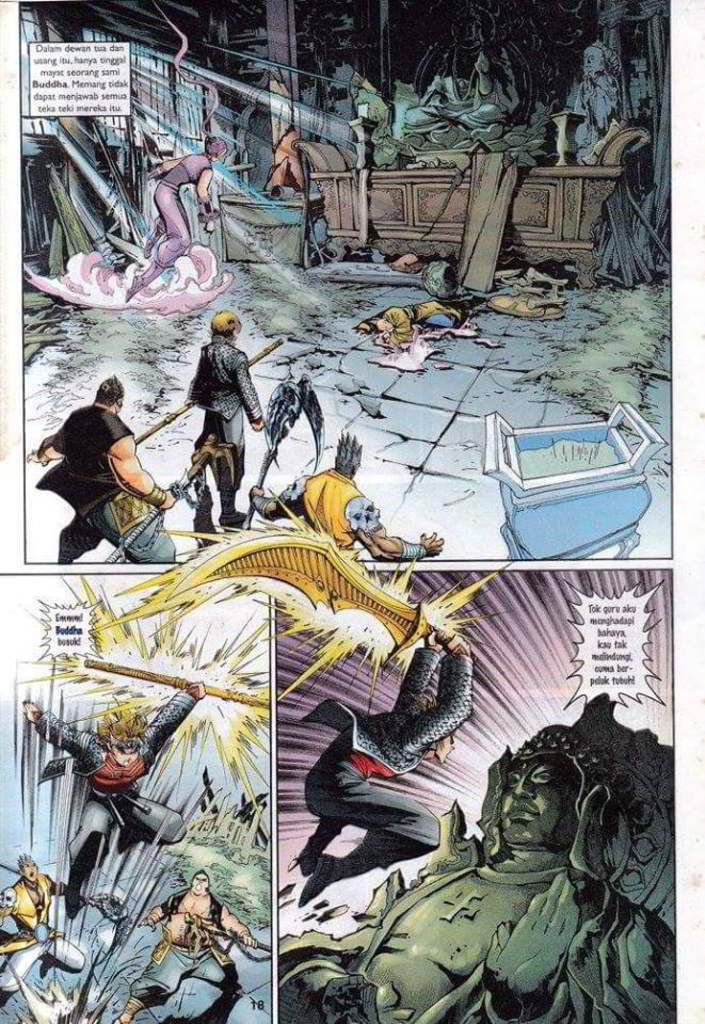 Dalam dewan tua dan
usang itu, hanya tinggal
mayat seorang sami
Buddha. Memang tidak
dapat menjawab semua
teka teki mereka itu.
Emmm!
Buddha
busuk!
Tok guru aku
menghadapi
bahaya,
kau tak
melindungi,
cuma ber-
peluk tubuh!
18